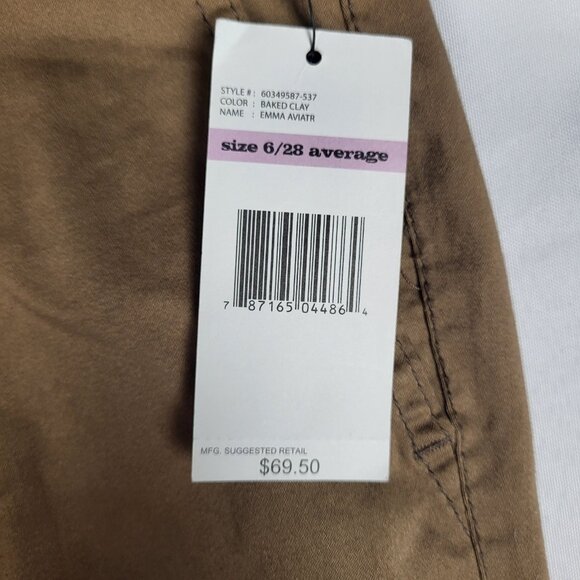 STYLE # : 60349587-537
COLOR : BAKED CLAY
NAME : EMMA AVIATR
size 6/28 average
7 87165 04486 4
MFG. SUGGESTED RETAIL
$69.50